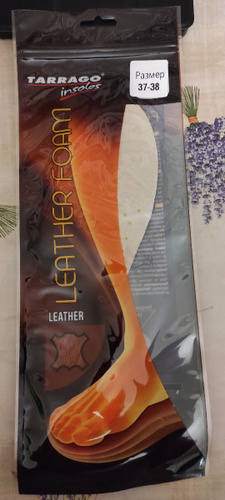 TARRAGO
insoles
Размер
37-38
LEATHER FOAM
LEATHER